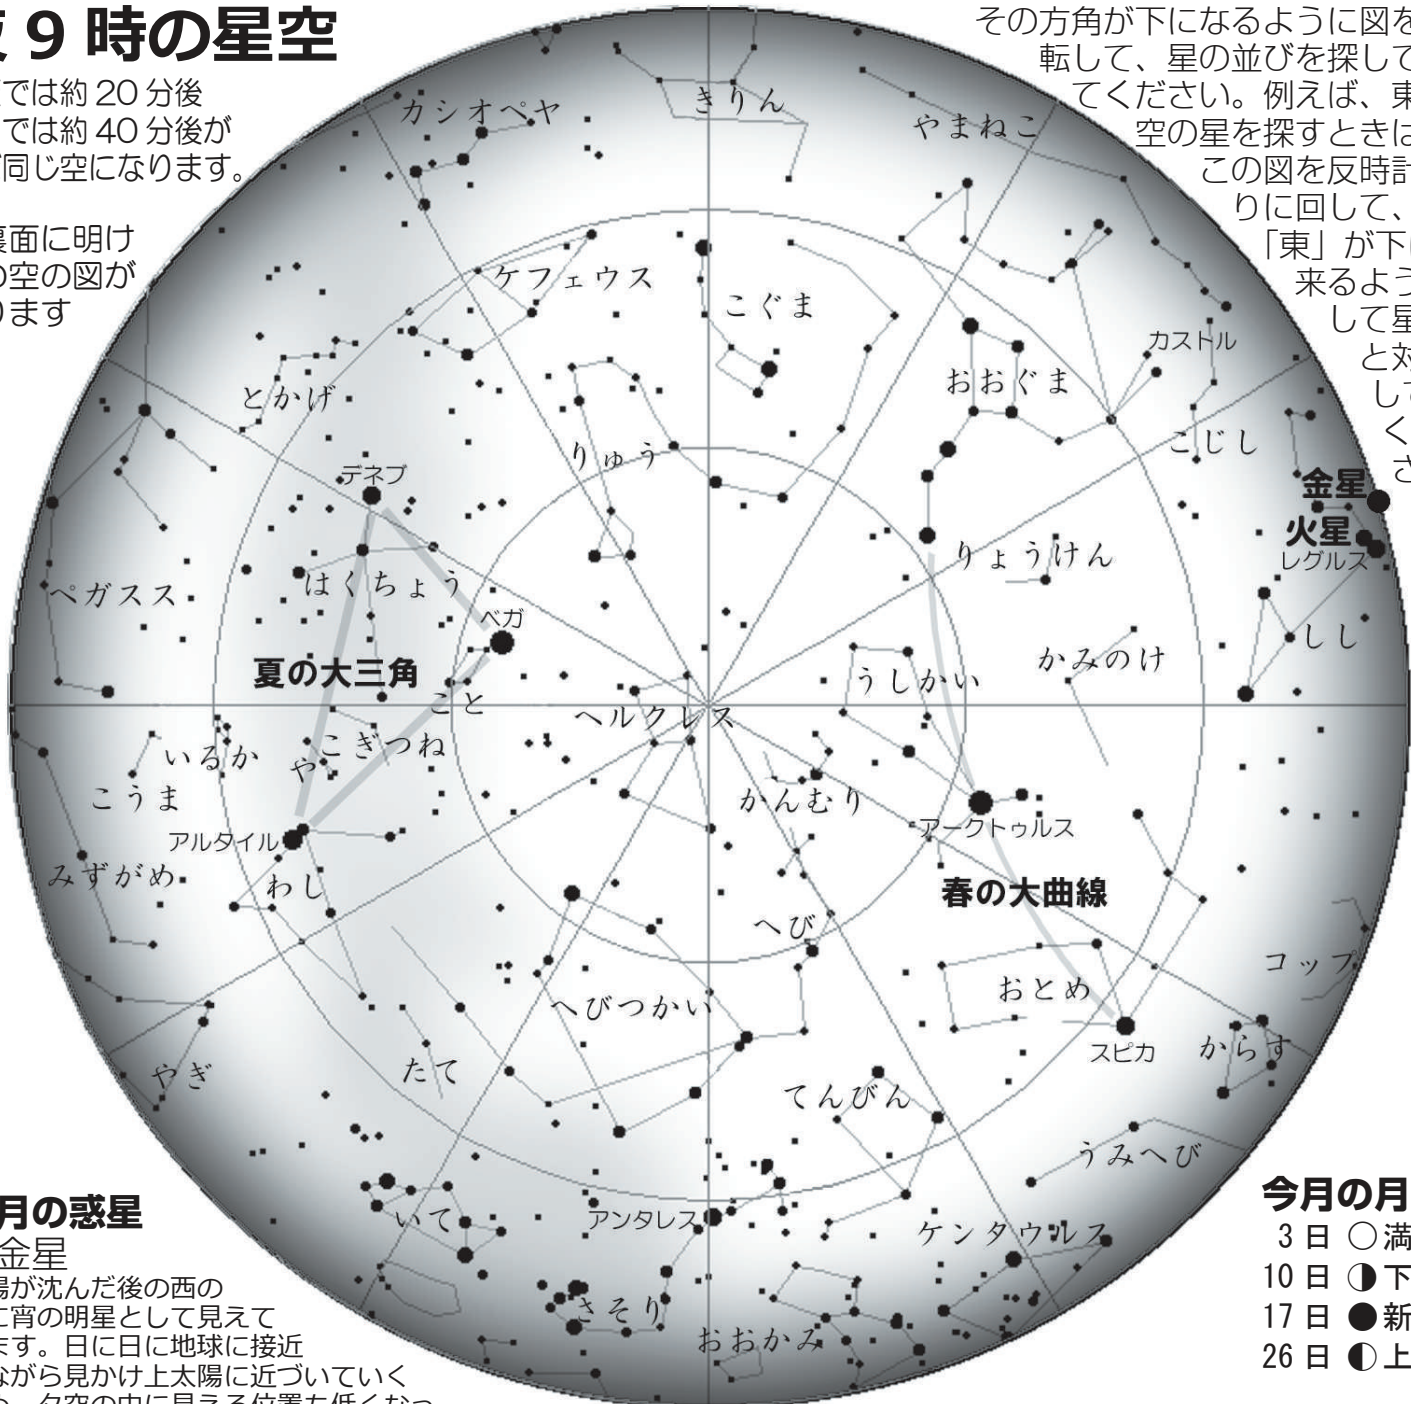 夜9時の星空
では約20分後
では約40分後が
同じ空になります。
裏面に明け
の空の図が
ります
その方角が下になるように図を
転して、星の並びを探して
てください。例えば、東
空の星を探すときは
この図を反時計
りに回して、
「東」が下に
来るよう
して星
と対
して
く
さ
カシオペヤ
きりん
やまねこ
ケフェウス
こぐま
カストル
おおぐま
とかげ
こじし
りゅう
デネブ
金星
火星
レグルス
りょうけん
はくちょう
ペガスス
ベガ
しし
かみのけ
うしかい
夏の大三角
こと
ヘルクレス
こぎつね
いるか
や
こうま
かんむり
アークトゥルス
アルタイル
みずがめ
わし
春の大曲線
へび
コップ
おとめ
へびつかい
スピカ
からす
たて
やぎ
てんびん
うみへび
いて
アンタレス
ケンタウルス
さそり
おおかみ
月の惑星
金星
陽が沈んだ後の西の
に宵の明星として見えて
ます。日に日に地球に接近
ながら見かけ上太陽に近づいていく
今月の月
3日 ○満
10日 ◑下
17日 ●新
26日 ◐上